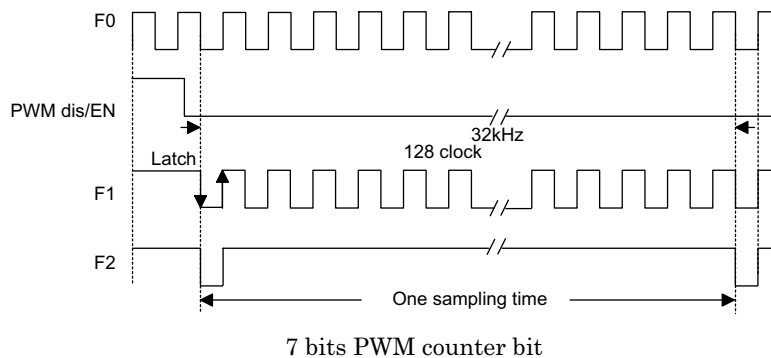 F0
PWM dis/EN
32kHz
Latch
128 clock
F1
F2
One sampling time
7 bits PWM counter bit